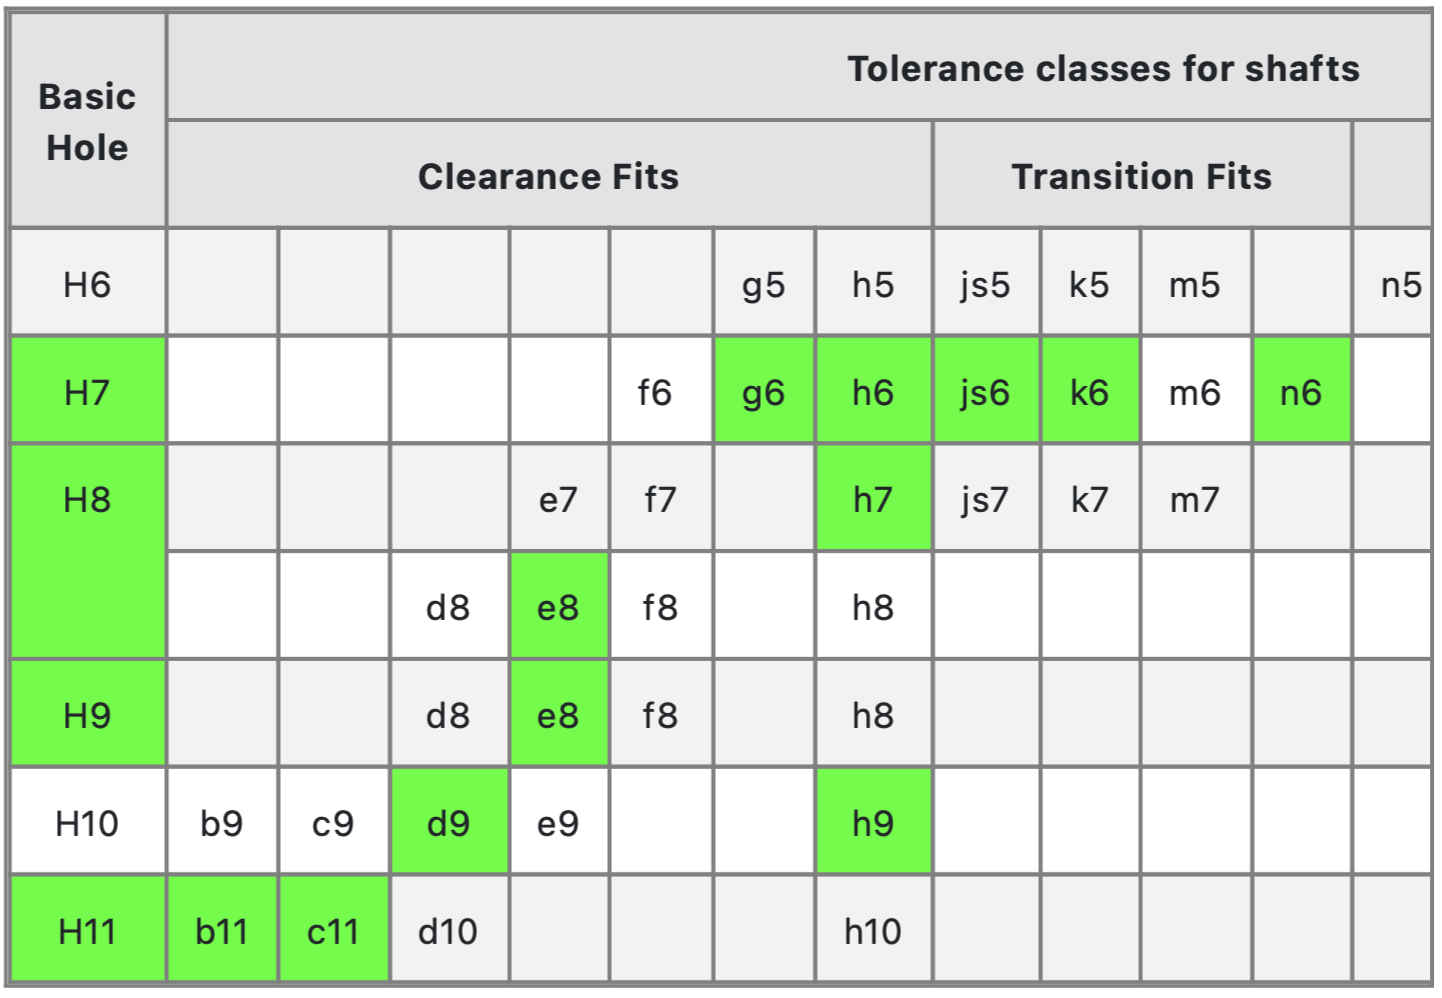 Basic
Hole
Tolerance classes for shafts
Clearance Fits
Transition Fits
H6 g5 h5 js5 k5 m5 n5
H7 f6 g6 h6 js6 k6 m6 n6
H8 e7 f7 h7 js7 k7 m7
d8 e8 f8 h8
H9 d8 e8 f8 h8
H10 b9 c9 d9 e9 h9
H11 b11 c11 d10 h10